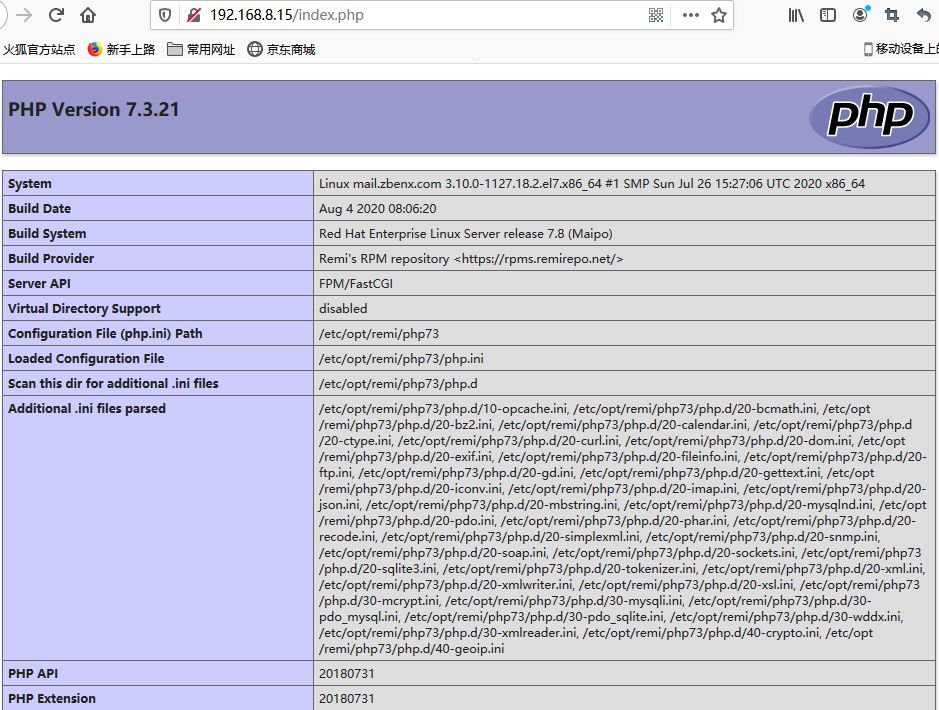 192.168.8.15/index.php
火狐官方站点 新手上路 常用网址 京东商城 移动设备上的
PHP Version 7.3.21
php
System Linux mail.zbenx.com 3.10.0-1127.18.2.el7.x86_64 #1 SMP Sun Jul 26 15:27:06 UTC 2020 x86_64
Build Date Aug 4 2020 08:06:20
Build System Red Hat Enterprise Linux Server release 7.8 (Maipo)
Build Provider Remi's RPM repository <https://rpms.remirepo.net/>
Server API FPM/FastCGI
Virtual Directory Support disabled
Configuration File (php.ini) Path /etc/opt/remi/php73
Loaded Configuration File /etc/opt/remi/php73/php.ini
Scan this dir for additional .ini files /etc/opt/remi/php73/php.d
Additional .ini files parsed /etc/opt/remi/php73/php.d/10-opcache.ini, /etc/opt/remi/php73/php.d/20-bcmath.ini, /etc/opt
/remi/php73/php.d/20-bz2.ini, /etc/opt/remi/php73/php.d/20-calendar.ini, /etc/opt/remi/php73/php.d
/20-ctype.ini, /etc/opt/remi/php73/php.d/20-curl.ini, /etc/opt/remi/php73/php.d/20-dom.ini, /etc/opt
/remi/php73/php.d/20-exif.ini, /etc/opt/remi/php73/php.d/20-fileinfo.ini, /etc/opt/remi/php73/php.d/20-
ftp.ini, /etc/opt/remi/php73/php.d/20-gd.ini, /etc/opt/remi/php73/php.d/20-gettext.ini, /etc/opt
/remi/php73/php.d/20-iconv.ini, /etc/opt/remi/php73/php.d/20-imap.ini, /etc/opt/remi/php73/php.d/20-
json.ini, /etc/opt/remi/php73/php.d/20-mbstring.ini, /etc/opt/remi/php73/php.d/20-mysqlnd.ini, /etc/opt
/remi/php73/php.d/20-pdo.ini, /etc/opt/remi/php73/php.d/20-phar.ini, /etc/opt/remi/php73/php.d/20-
recode.ini, /etc/opt/remi/php73/php.d/20-simplexml.ini, /etc/opt/remi/php73/php.d/20-snmp.ini,
/etc/opt/remi/php73/php.d/20-soap.ini, /etc/opt/remi/php73/php.d/20-sockets.ini, /etc/opt/remi/php73
/php.d/20-sqlite3.ini, /etc/opt/remi/php73/php.d/20-tokenizer.ini, /etc/opt/remi/php73/php.d/20-xml.ini,
/etc/opt/remi/php73/php.d/20-xmlwriter.ini, /etc/opt/remi/php73/php.d/20-xsl.ini, /etc/opt/remi/php73
/php.d/30-mcrypt.ini, /etc/opt/remi/php73/php.d/30-mysqli.ini, /etc/opt/remi/php73/php.d/30-
pdo_mysql.ini, /etc/opt/remi/php73/php.d/30-pdo_sqlite.ini, /etc/opt/remi/php73/php.d/30-wddx.ini,
/etc/opt/remi/php73/php.d/30-xmlreader.ini, /etc/opt/remi/php73/php.d/40-crypto.ini, /etc/opt
/remi/php73/php.d/40-geoip.ini
PHP API 20180731
PHP Extension 20180731